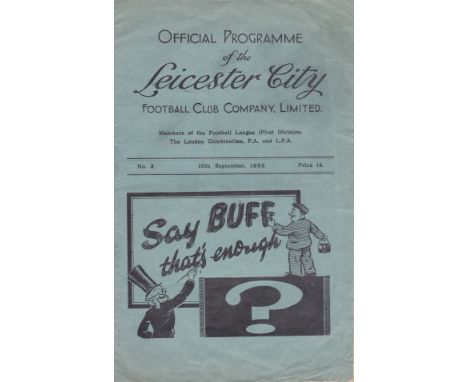 OFFICIAL PROGRAMME
of the
Leicester City
FOOTBALL CLUB COMPANY, LIMITED.
Members of the Football League (First Division)
The London Combination, F.A. and L.F.A.
No. 3 10th September, Price 1d.
Say BUFF
that's enough
?